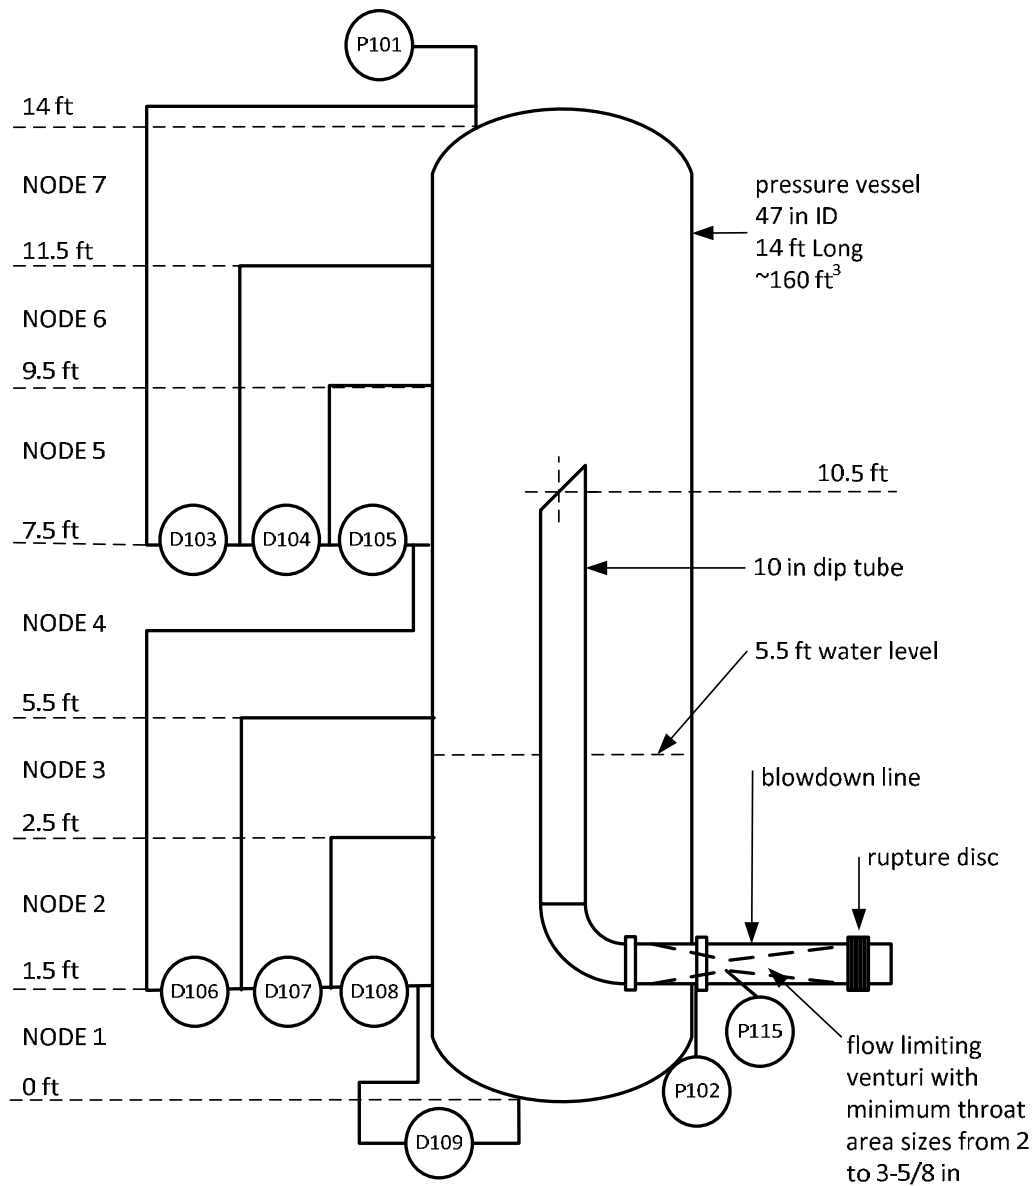 P101
14 ft
NODE 7
pressure vessel
47 in ID
14 ft Long
~160 ft³
11.5 ft
NODE 6
9.5 ft
NODE 5
10.5 ft
7.5 ft
D103
D104
D105
10 in dip tube
NODE 4
5.5 ft water level
5.5 ft
NODE 3
blowdown line
2.5 ft
rupture disc
NODE 2
1.5 ft
D106
D107
D108
NODE 1
P115
flow limiting
venturi with
minimum throat
area sizes from 2
to 3-5/8 in
0 ft
P102
D109